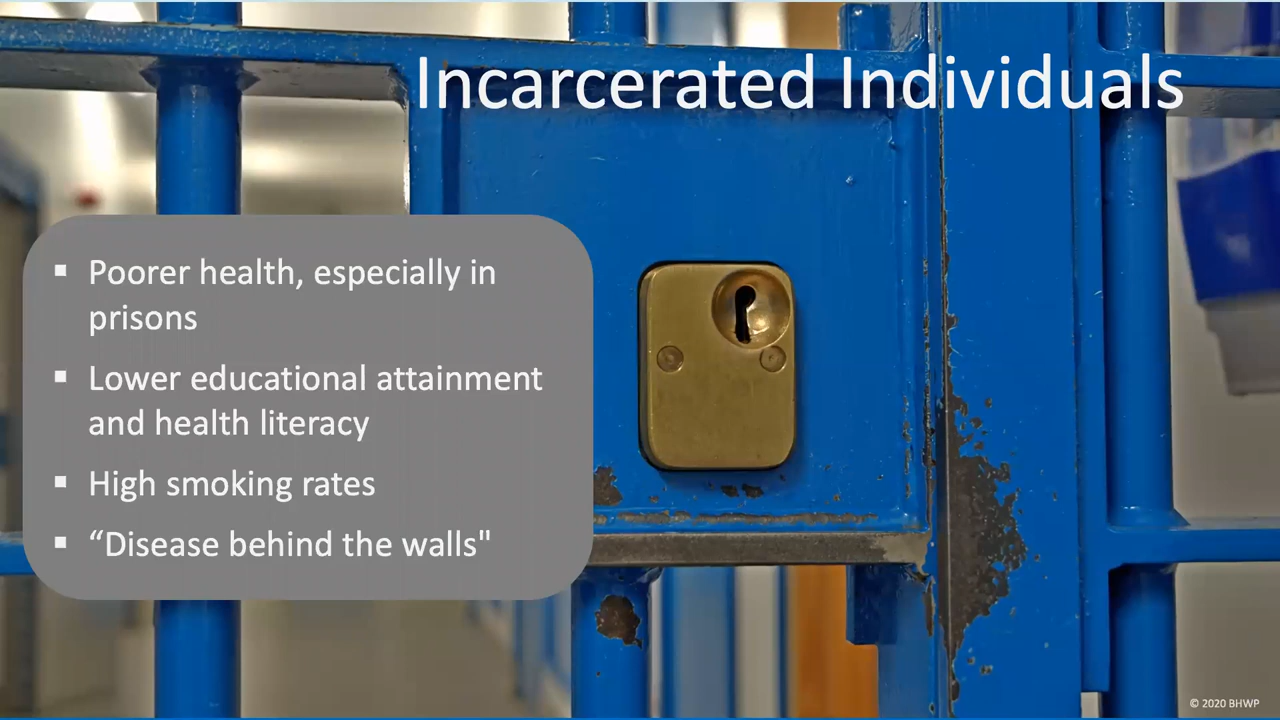 Incarcerated Individuals
▪ Poorer health, especially in
prisons
▪ Lower educational attainment
and health literacy
▪ High smoking rates
▪ “Disease behind the walls"
© 2020 BHWP